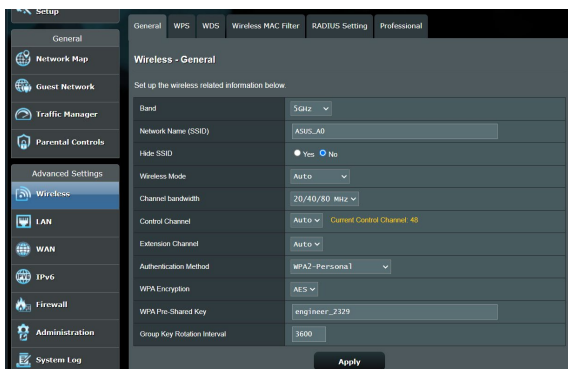 Setup
General
Network Map
Guest Network
Traffic Manager
Parental Controls
Advanced Settings
Wireless
LAN
WAN
IPv6
Firewall
Administration
System Log
General WPS WDS Wireless MAC Filter RADIUS Setting Professional
Wireless - General
Set up the wireless related information below.
Band 5GHz
Network Name (SSID) ASUS_A0
Hide SSID Yes No
Wireless Mode Auto
Channel bandwidth 20/40/80 MHz
Control Channel Auto Current Control Channel: 48
Extension Channel Auto
Authentication Method WPA2-Personal
WPA Encryption AES
WPA Pre-Shared Key engineer_2329
Group Key Rotation Interval 3600
Apply